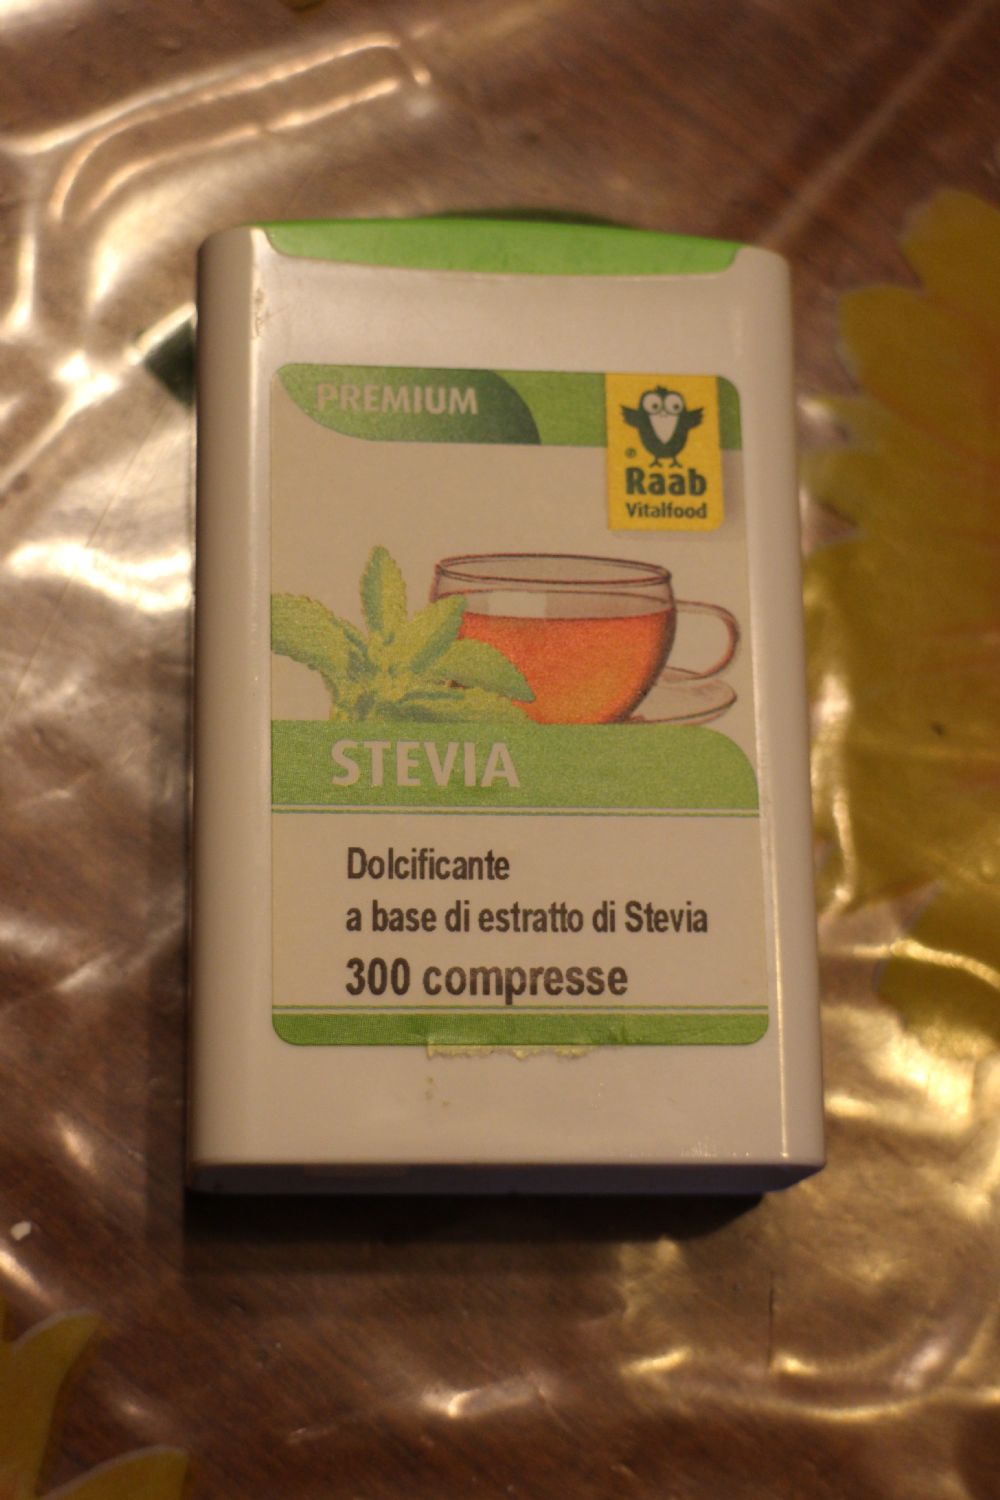 PREMIUM
®
Raab
Vitalfood
STEVIA
Dolcificante
a base di estratto di Stevia
300 compresse